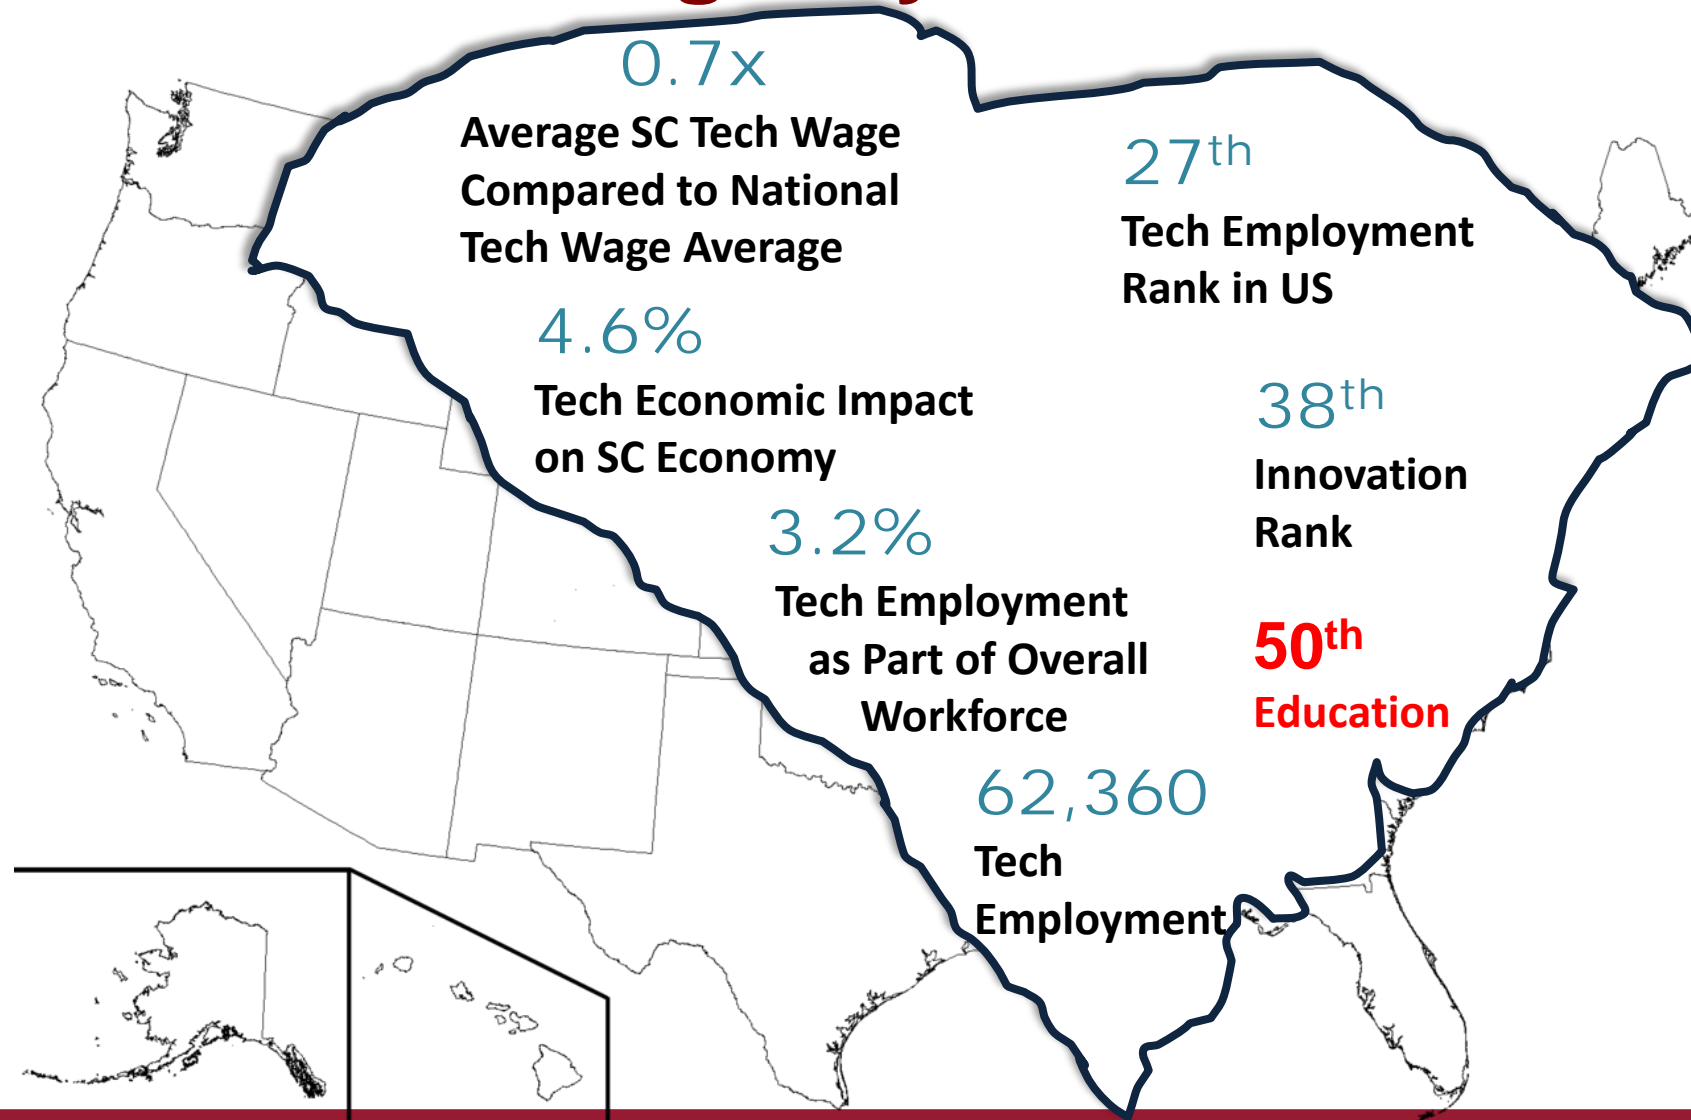 0.7x
Average SC Tech Wage
Compared to National
Tech Wage Average
4.6%
Tech Economic Impact
on SC Economy
3.2%
Tech Employment
as Part of Overall
Workforce
62,360
Tech
Employment
27th
Tech Employment
Rank in US
38th
Innovation
Rank
50th
Education